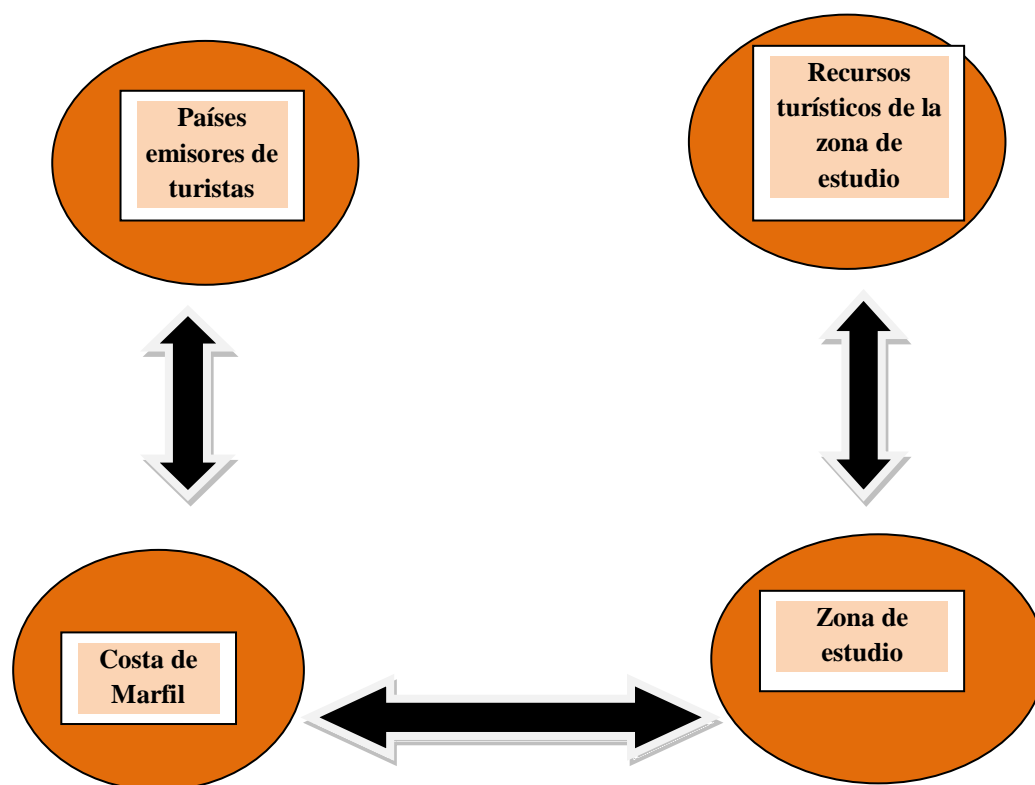 Países
emisores de
turistas
Recursos
turísticos de la
zona de
estudio
Costa de
Marfil
Zona de
estudio